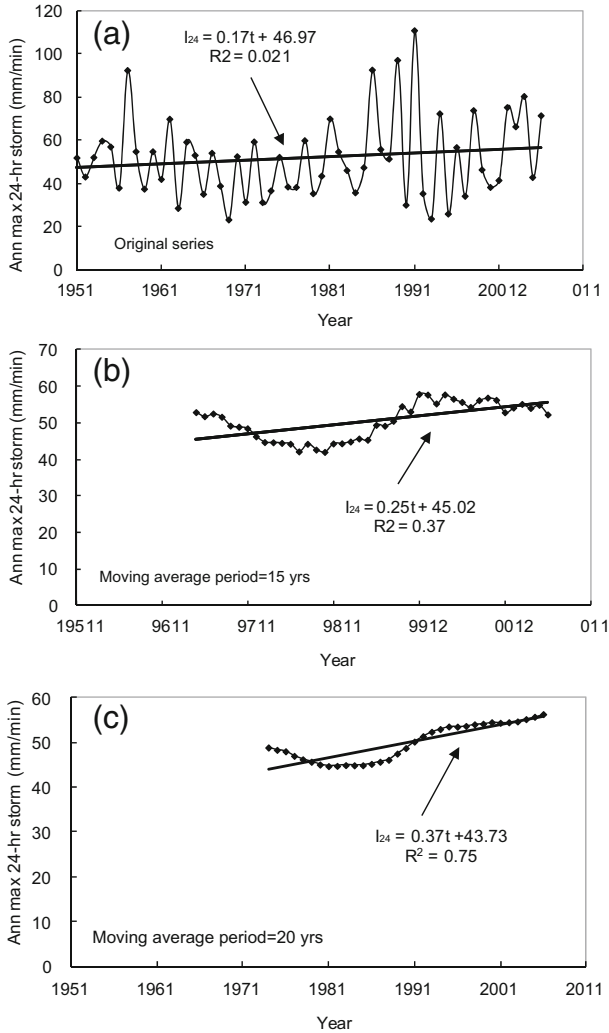 (a)
Ann max 24-hr storm (mm/min)
120
100
80
60
40
20
0
I24 = 0.17t + 46.97
R2 = 0.021
Original series
1951 1961 1971 1981 1991 20012 011
Year
(b)
Ann max 24-hr storm (mm/min)
70
60
50
40
30
20
10
0
I24 = 0.25t + 45.02
R2 = 0.37
Moving average period=15 yrs
19511 9611 9711 9811 9912 0012 011
Year
(c)
Ann max 24-hr storm (mm/min)
60
50
40
30
20
10
0
I24 = 0.37t +43.73
R² = 0.75
Moving average period=20 yrs
1951 1961 1971 1981 1991 2001 2011
Year